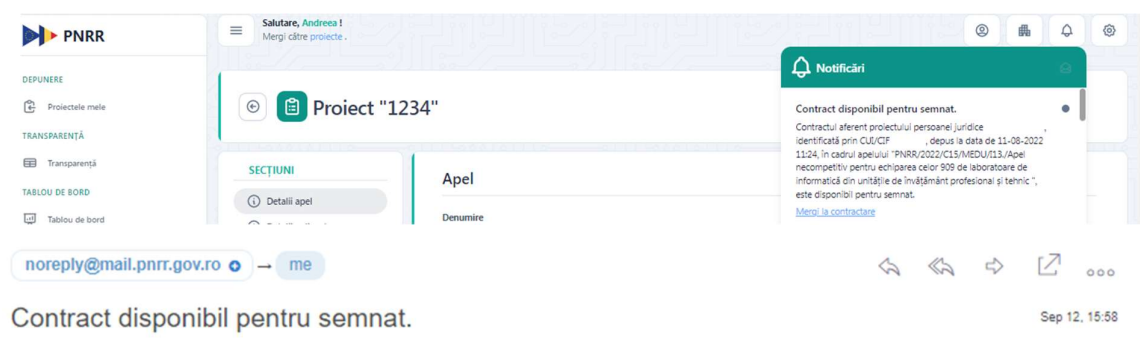 PNRR
Salutare, Andreea !
Mergi către proiecte .
DEPUNERE
Proiectele mele
TRANSPARENȚĂ
Transparență
TABLOU DE BORD
Tablou de bord
Proiect "1234"
SECȚIUNI
Detalii apel
Apel
Denumire
Notificări
Contract disponibil pentru semnat.
Contractul aferent proiectului persoanei juridice ,
identificată prin CUI/CIF , depus la data de 11-08-2022
11:24, în cadrul apelului "PNRR/2022/C15/MEDU/I13./Apel
necompetitiv pentru echiparea celor 909 de laboratoare de
informatică din unitățile de învățământ profesional și tehnic ",
este disponibil pentru semnat.
Mergi la contractare
noreply@mail.pnrr.gov.ro → me
Contract disponibil pentru semnat.
Sep 12, 15:58